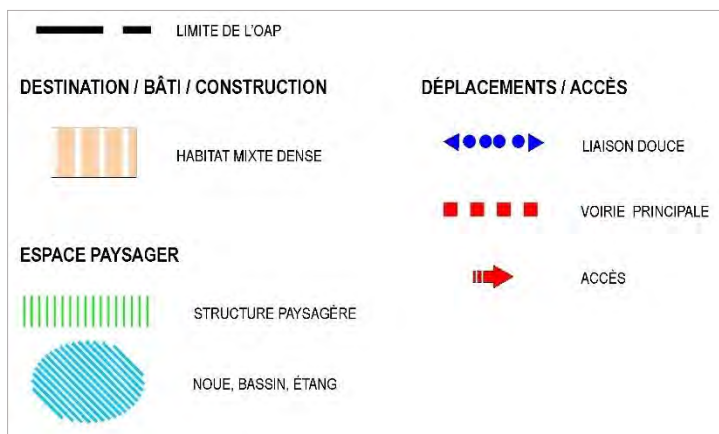 LIMITE DE L'OAP
DESTINATION / BÂTI / CONSTRUCTION
HABITAT MIXTE DENSE
ESPACE PAYSAGER
STRUCTURE PAYSAGÉRE
NOUE, BASSIN, ÉTANG
DÉPLACEMENTS / ACCÈS
LIAISON DOUCE
VOIRIE PRINCIPALE
ACCÈS